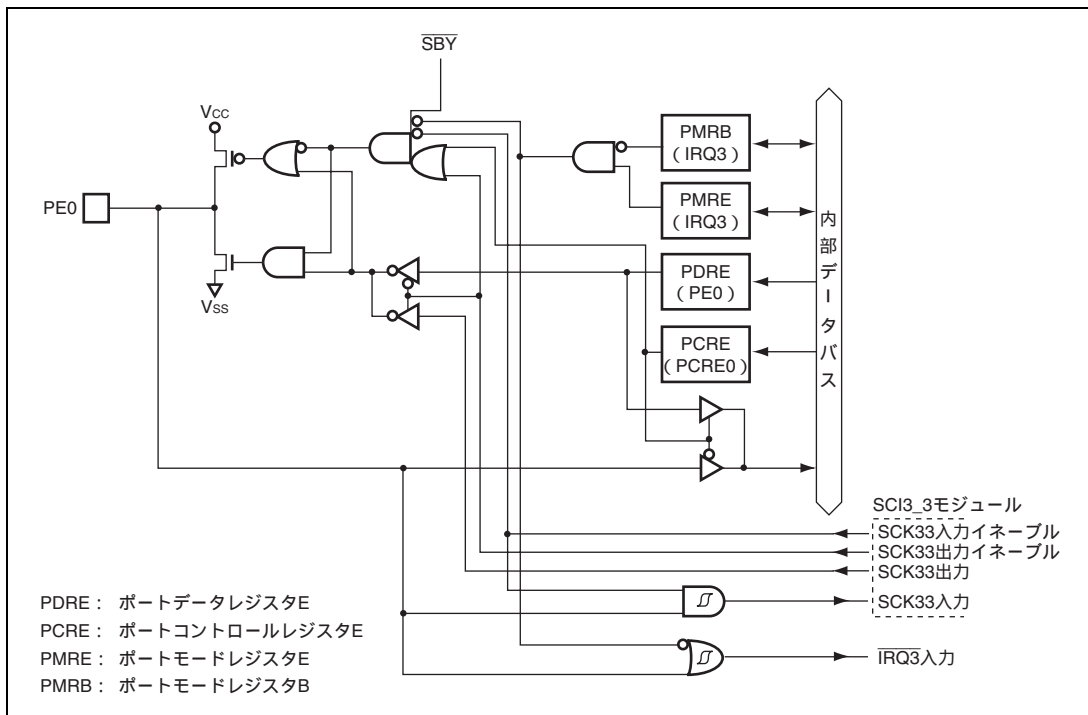 SBY
VCC
PMRB
（IRQ3）
PMRE
（IRQ3）
PE0
PDRE
（PE0）
VSS
PCRE
（PCRE0）
内部データバス
SCI3_3モジュール
SCK33入力イネーブル
SCK33出力イネーブル
SCK33出力
SCK33入力
IRQ3入力
PDRE： ポートデータレジスタE
PCRE： ポートコントロールレジスタE
PMRE： ポートモードレジスタE
PMRB： ポートモードレジスタB